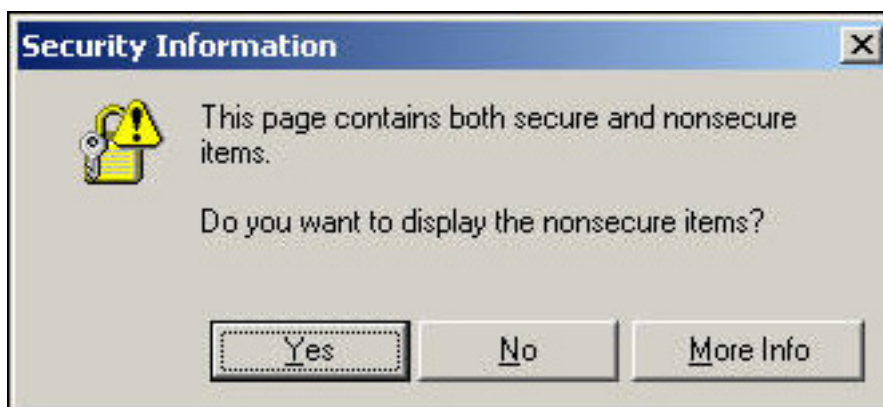 Security Information
This page contains both secure and nonsecure
items.
Do you want to display the nonsecure items?
Yes No More Info